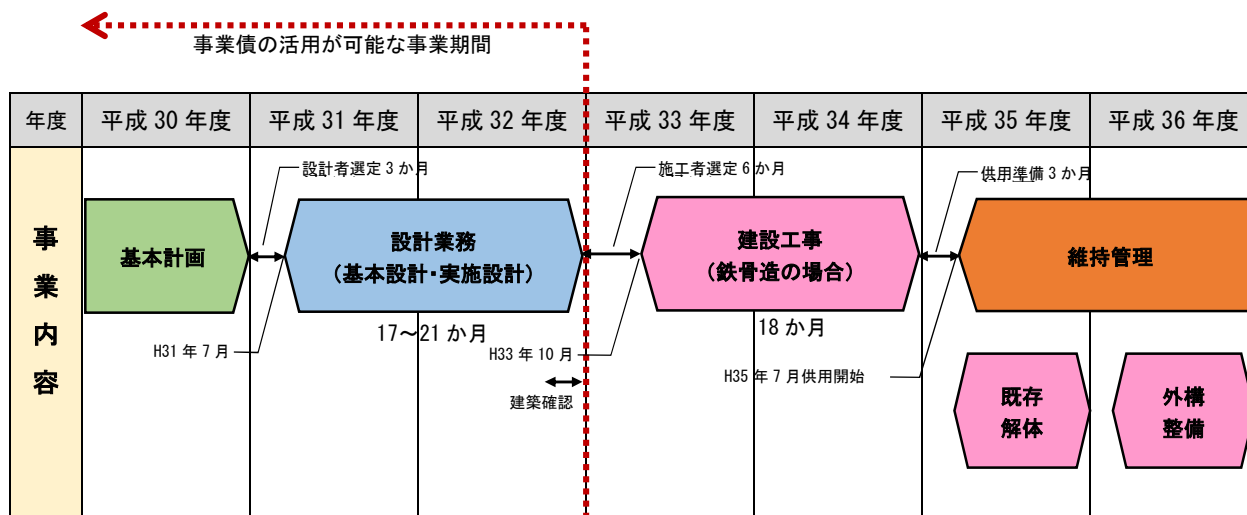 事業債の活用が可能な事業期間
年度
平成 30 年度
平成 31 年度
平成 32 年度
平成 33 年度
平成 34 年度
平成 35 年度
平成 36 年度
事業内容
設計者選定 3 か月
施工者選定 6 か月
供用準備 3 か月
基本計画
設計業務
(基本設計・実施設計)
建設工事
(鉄骨造の場合)
維持管理
17~21 か月
18 か月
H31 年 7 月
H33 年 10 月
H35 年 7 月供用開始
建築確認
既存
解体
外構
整備